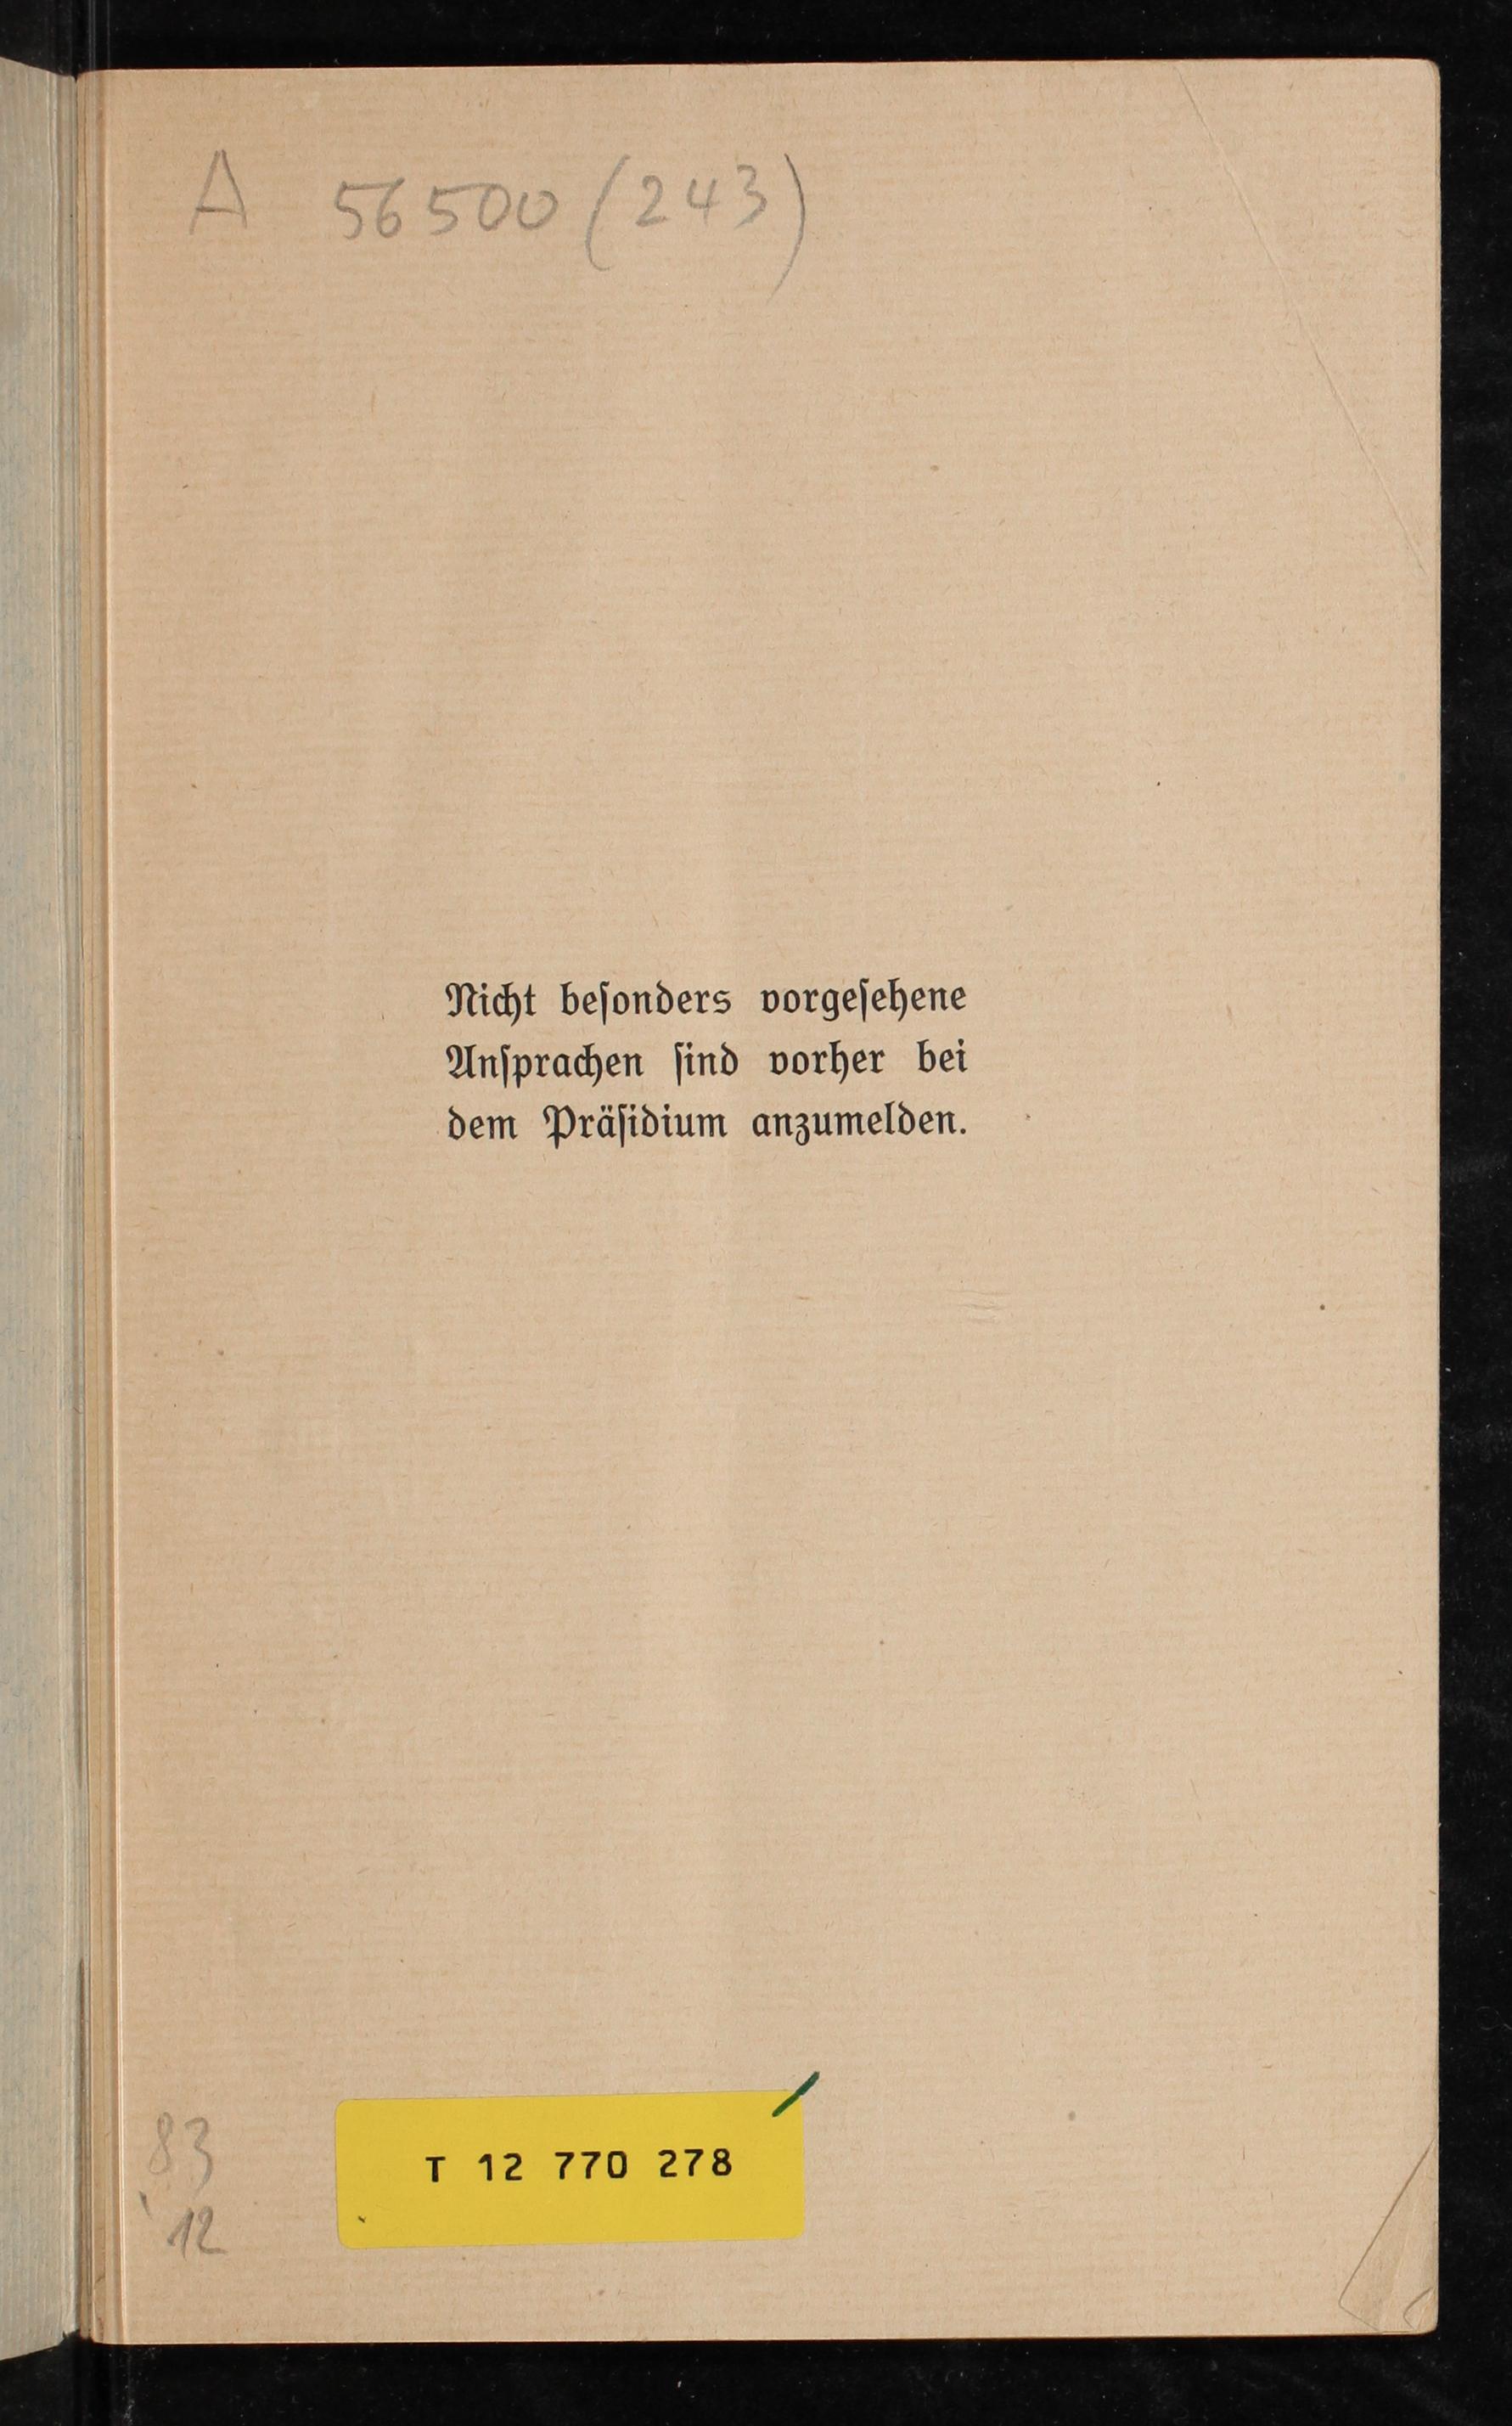 A 56500 (243)
Nicht beſonders vorgeſehene
Anſprachen ſind vorher bei
dem Präſidium anzumelden.
83
12
T 12 770 278